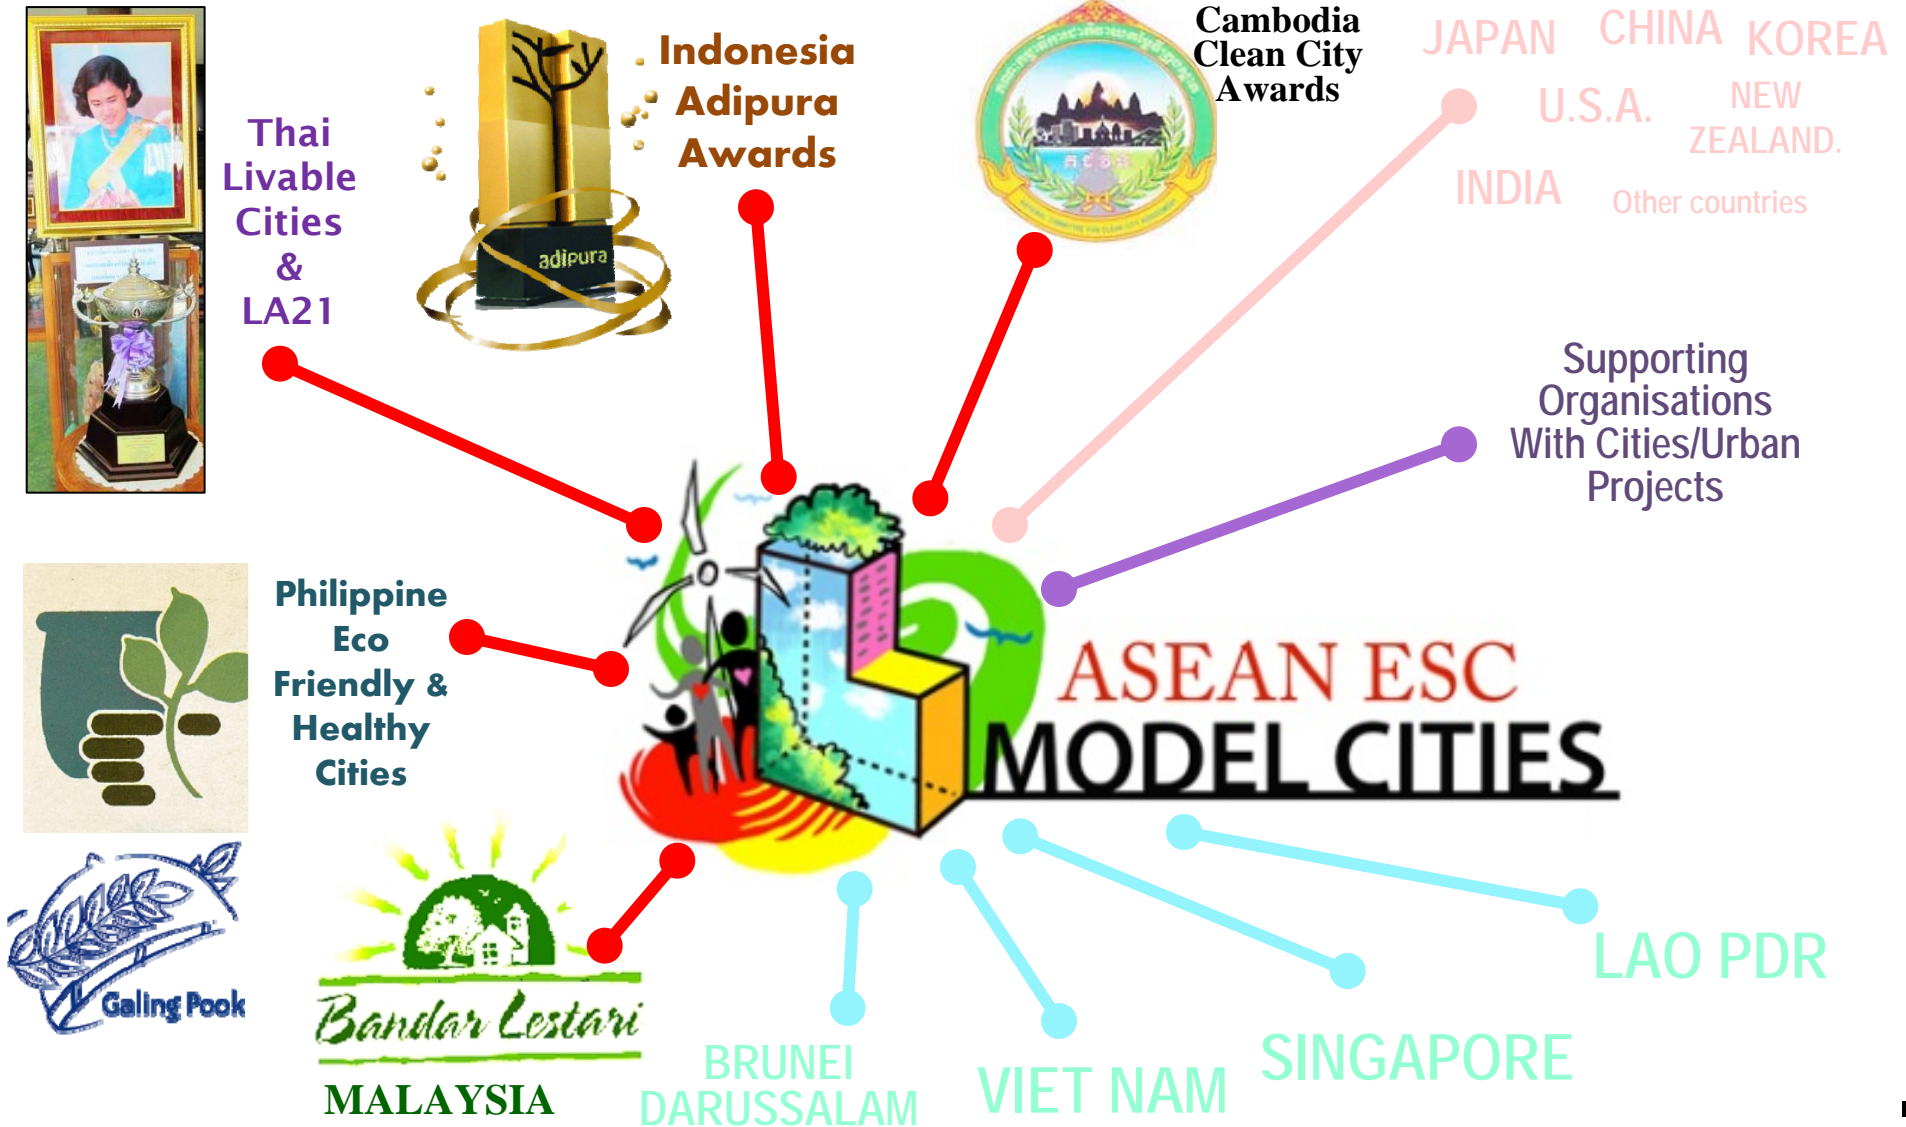 Thai
Livable
Cities
&
LA21
adipura
Indonesia
Adipura
Awards
Cambodia
Clean City
Awards
JAPAN
CHINA
KOREA
U.S.A.
NEW
ZEALAND.
INDIA
Other countries
Supporting
Organisations
With Cities/Urban
Projects
Philippine
Eco
Friendly &
Healthy
Cities
ASEAN ESC
MODEL CITIES
Galing Pook
Bandar Lestari
MALAYSIA
BRUNEI
DARUSSALAM
VIET NAM
SINGAPORE
LAO PDR